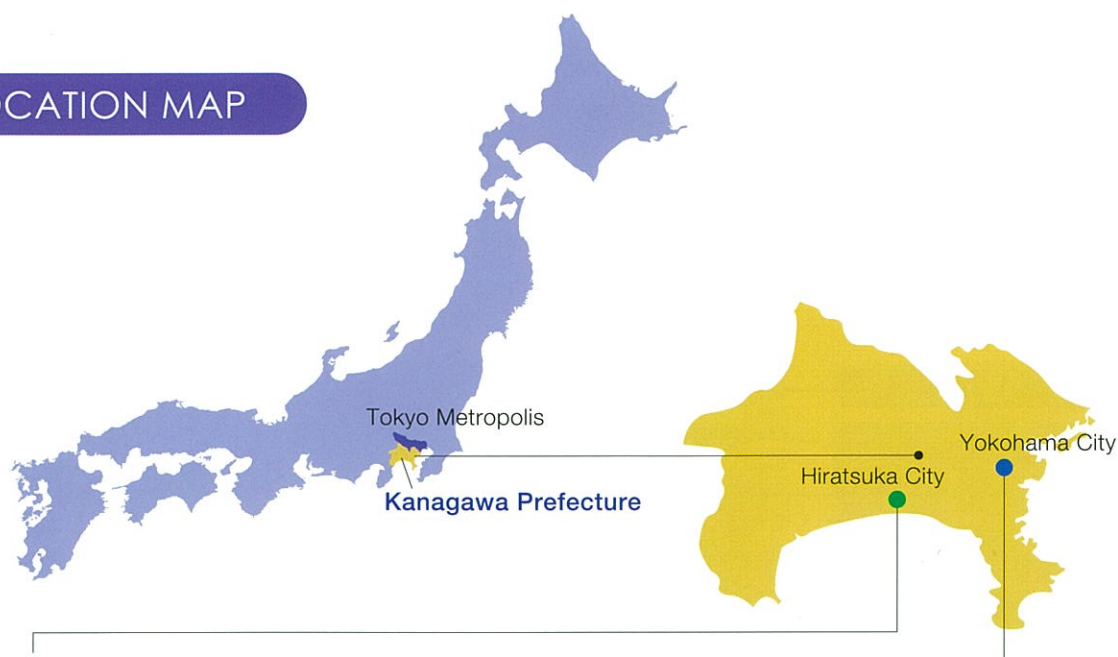 CATION MAP
Tokyo Metropolis
Kanagawa Prefecture
Yokohama City
Hiratsuka City